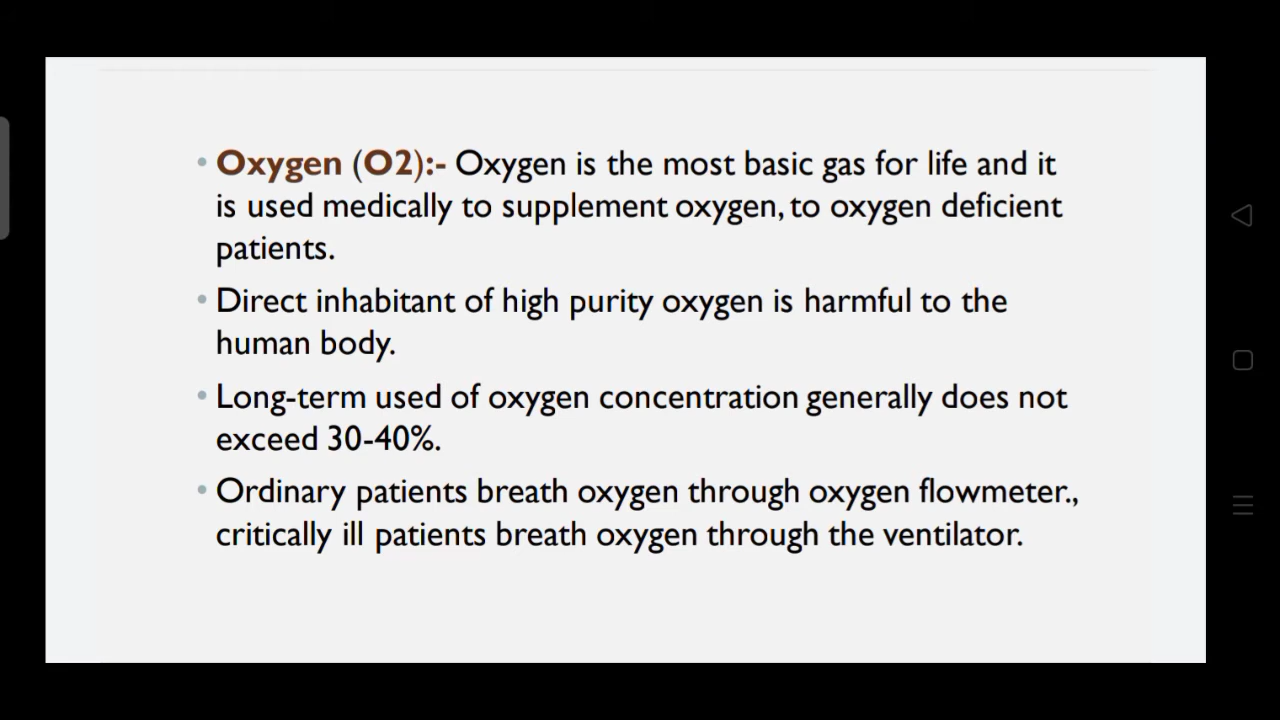 • Oxygen (O2):- Oxygen is the most basic gas for life and it
is used medically to supplement oxygen, to oxygen deficient
patients.
• Direct inhabitant of high purity oxygen is harmful to the
human body.
• Long-term used of oxygen concentration generally does not
exceed 30-40%.
• Ordinary patients breath oxygen through oxygen flowmeter.,
critically ill patients breath oxygen through the ventilator.